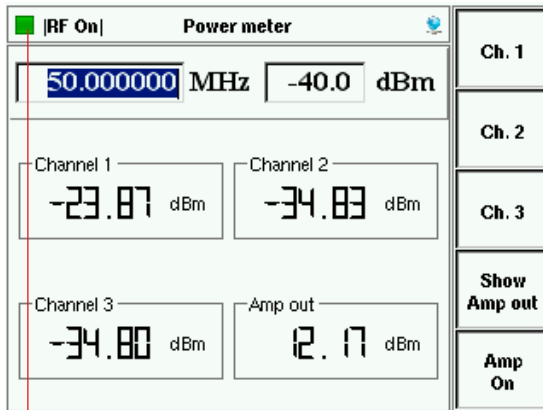 |RF On| Power meter
50.000000 MHz -40.0 dBm
Channel 1
-23.87 dBm
Channel 2
-34.83 dBm
Channel 3
-34.80 dBm
Amp out
12.17 dBm
Ch. 1
Ch. 2
Ch. 3
Show
Amp out
Amp
On